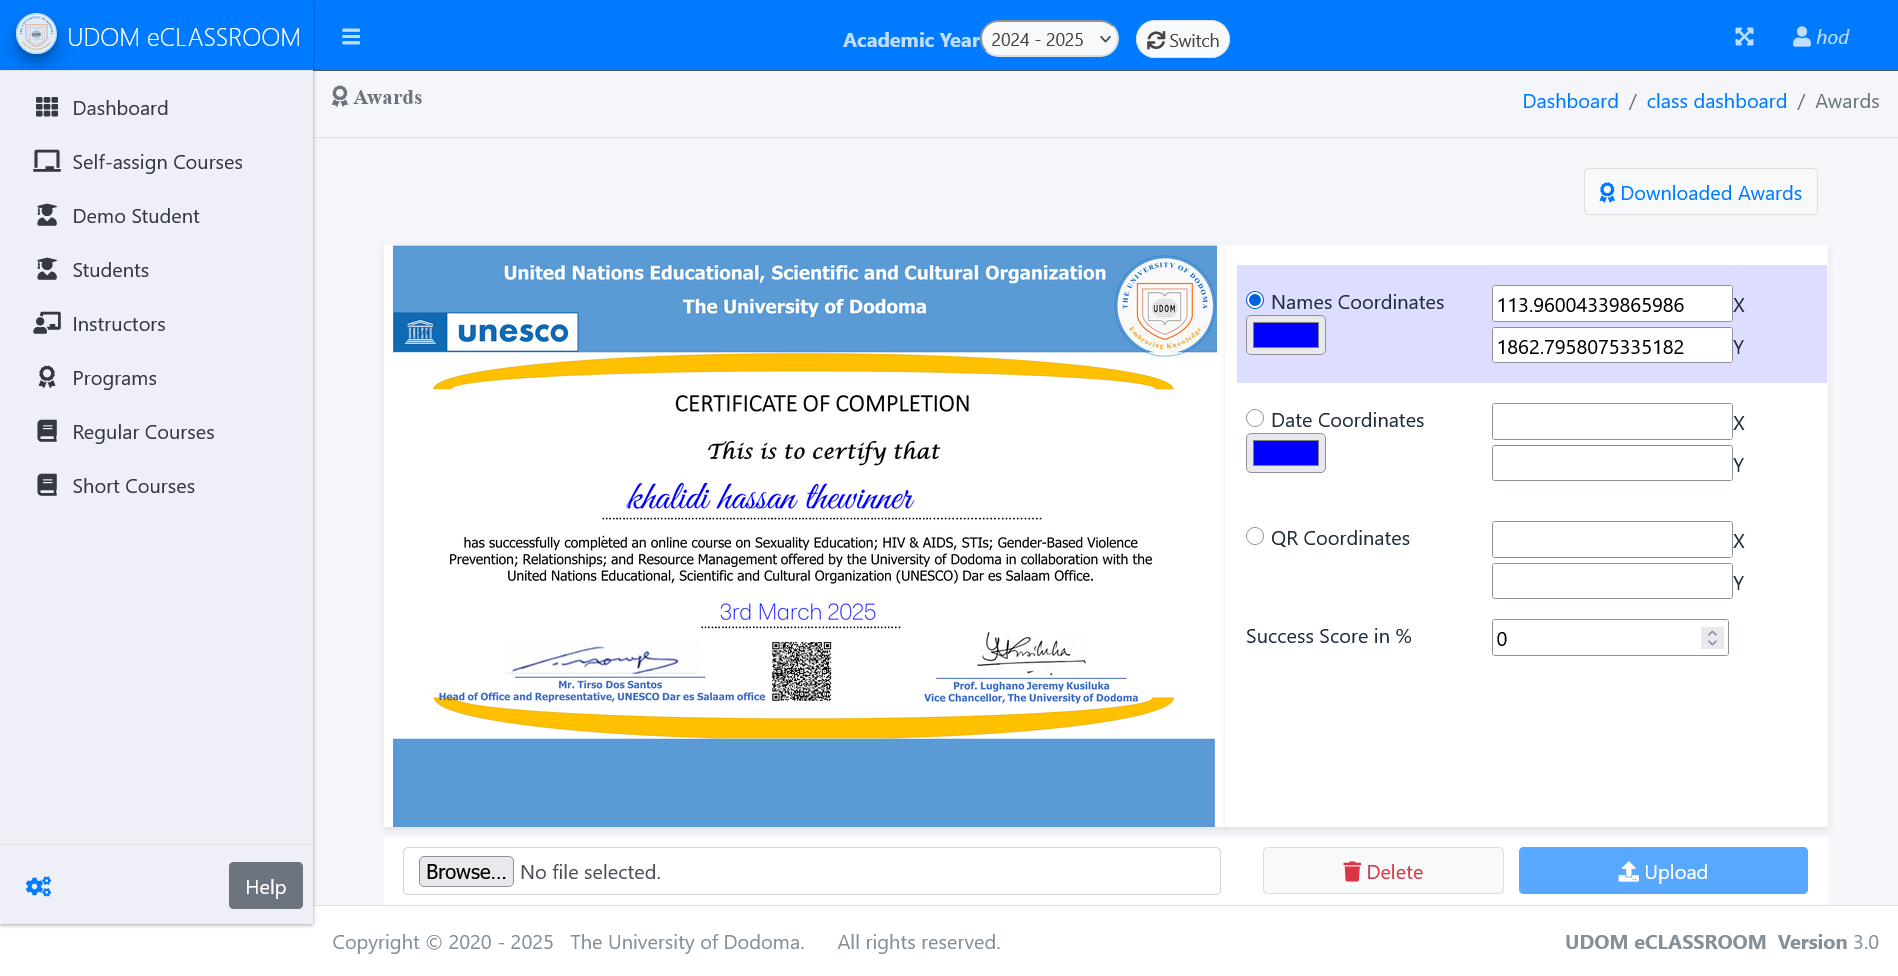 UDOM eCLASSROOM
Academic Year 2024 - 2025 Switch
hod
Awards
Dashboard / class dashboard / Awards
Dashboard
Self-assign Courses
Demo Student
Students
Instructors
Programs
Regular Courses
Short Courses
Help
Downloaded Awards
United Nations Educational, Scientific and Cultural Organization
The University of Dodoma
unesco
THE UNIVERSITY OF DODOMA
UDOM
Embracing Knowledge
CERTIFICATE OF COMPLETION
This is to certify that
khalidi hassan thewinner
has successfully completed an online course on Sexuality Education; HIV & AIDS, STIs; Gender-Based Violence
Prevention; Relationships; and Resource Management offered by the University of Dodoma in collaboration with the
United Nations Educational, Scientific and Cultural Organization (UNESCO) Dar es Salaam Office.
3rd March 2025
Mr. Tirso Dos Santos
Head of Office and Representative, UNESCO Dar es Salaam office
Prof. Lughano Jeremy Kusiluka
Vice Chancellor, The University of Dodoma
Names Coordinates
113.96004339865986 X
1862.7958075335182 Y
Date Coordinates
X
Y
QR Coordinates
X
Y
Success Score in % 0
Browse... No file selected.
Delete
Upload
Copyright © 2020 - 2025 The University of Dodoma. All rights reserved.
UDOM eCLASSROOM Version 3.0